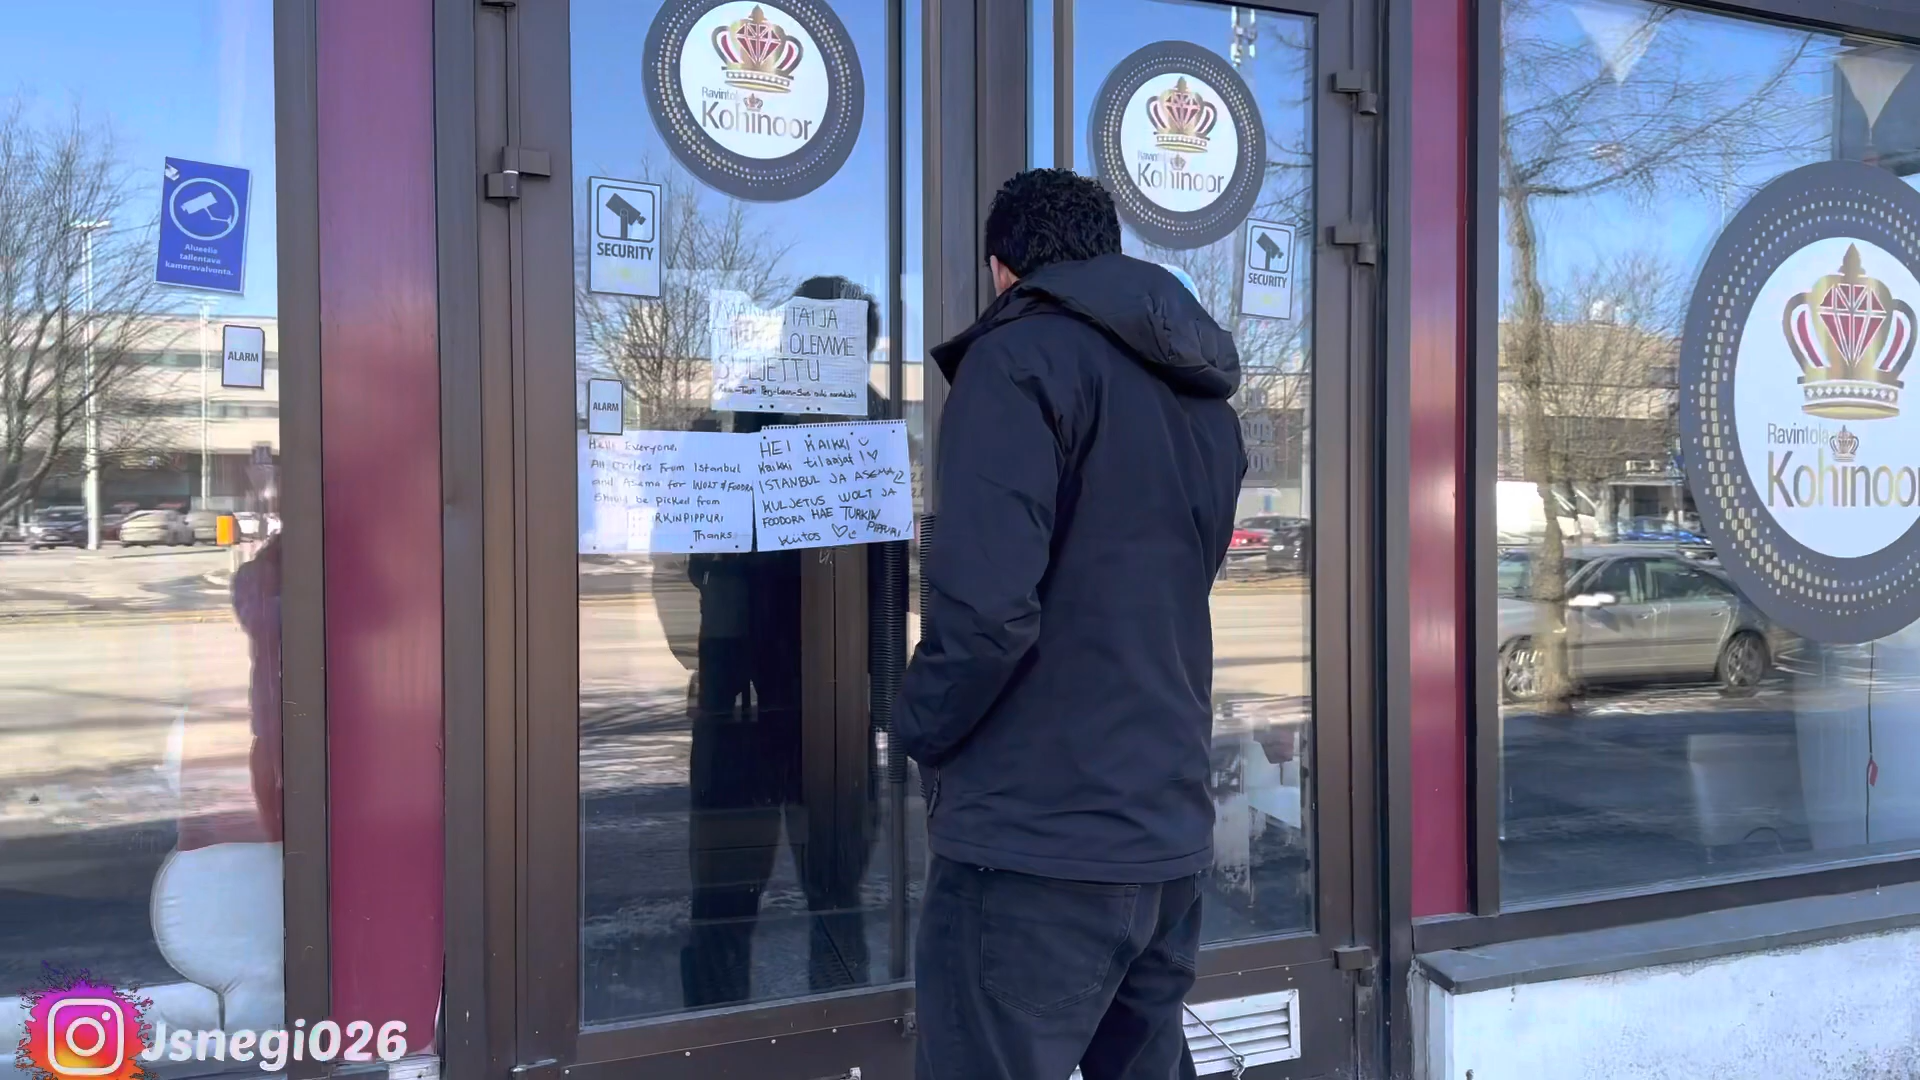 Ravintola
Kohinoor
Ravintola
Kohinoor
Ravintola
Kohinoor
Alueella
tallentava
kameravalvonta.
SECURITY
SECURITY
ALARM
ALARM
TAI JA
OLEMME
Hello Everyone,
All orders From Istanbul
and Asema for WOLT & FOODORA
should be picked from
Thanks
HEI KAIKKI
Kaikki tilaajat!
ISTANBUL JA ASEMA
KULJETUS WOLT JA
FOODORA HAE TURKIN
PIPPURI!
Kiitos
Jsnegi026